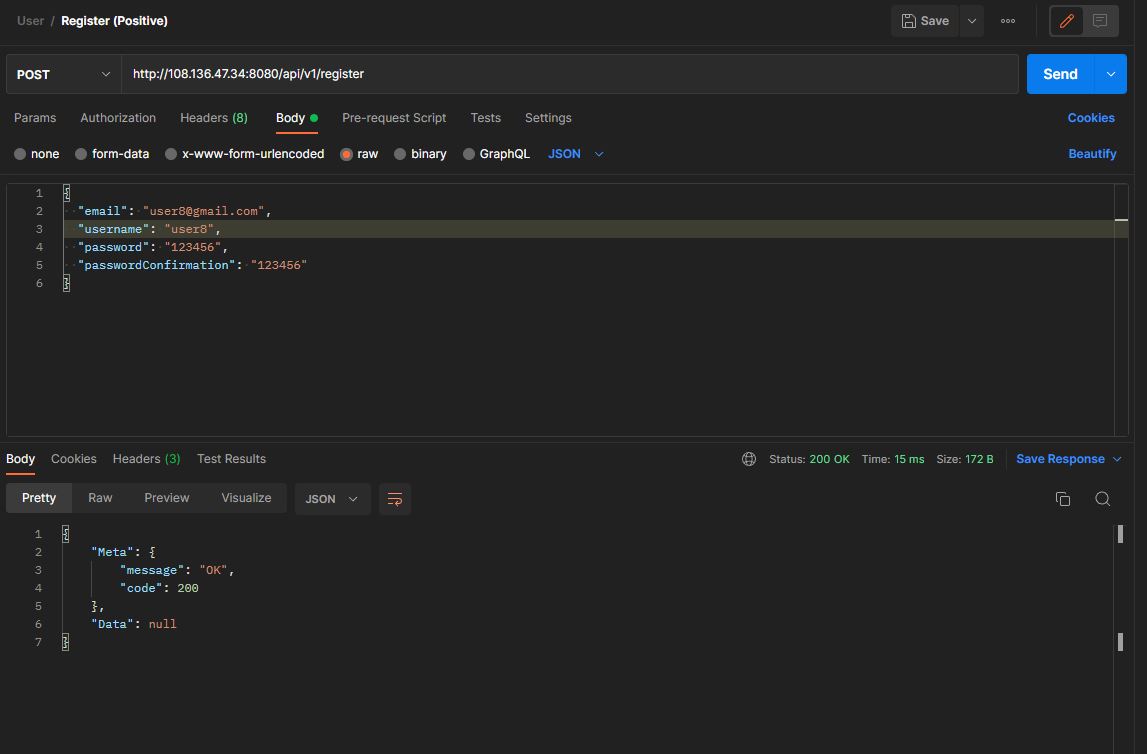 User / Register (Positive)
Save
POST
http://108.136.47.34:8080/api/v1/register
Send
Params Authorization Headers (8) Body Pre-request Script Tests Settings Cookies
none form-data x-www-form-urlencoded raw binary GraphQL JSON Beautify
1 {
2 "email": "user8@gmail.com",
3 "username": "user8",
4 "password": "123456",
5 "passwordConfirmation": "123456"
6 }
Body Cookies Headers (3) Test Results Status: 200 OK Time: 15 ms Size: 172 B Save Response
Pretty Raw Preview Visualize JSON
1 {
2 "Meta": {
3 "message": "OK",
4 "code": 200
5 },
6 "Data": null
7 }